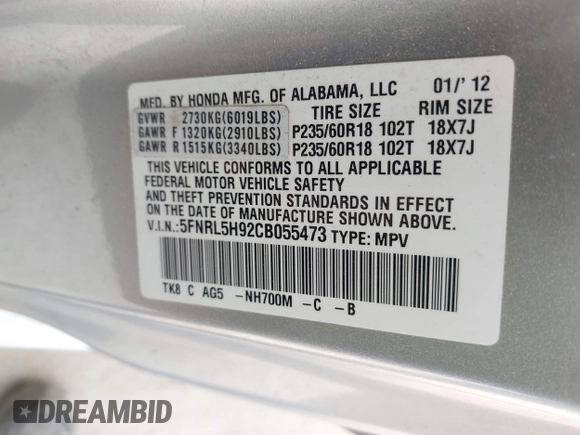 MFD. BY HONDA MFG. OF ALABAMA, LLC 01/' 12
TIRE SIZE RIM SIZE
GVWR 2730KG(6019LBS)
GAWR F 1320KG(2910LBS) P235/60R18 102T 18X7J
GAWR R 1515KG(3340LBS) P235/60R18 102T 18X7J
THIS VEHICLE CONFORMS TO ALL APPLICABLE
FEDERAL MOTOR VEHICLE SAFETY
AND THEFT PREVENTION STANDARDS IN EFFECT
ON THE DATE OF MANUFACTURE SHOWN ABOVE.
V.I.N.:5FNRL5H92CB055473 TYPE: MPV
TK8 C AG5 -NH700M -C -B
DREAMBID